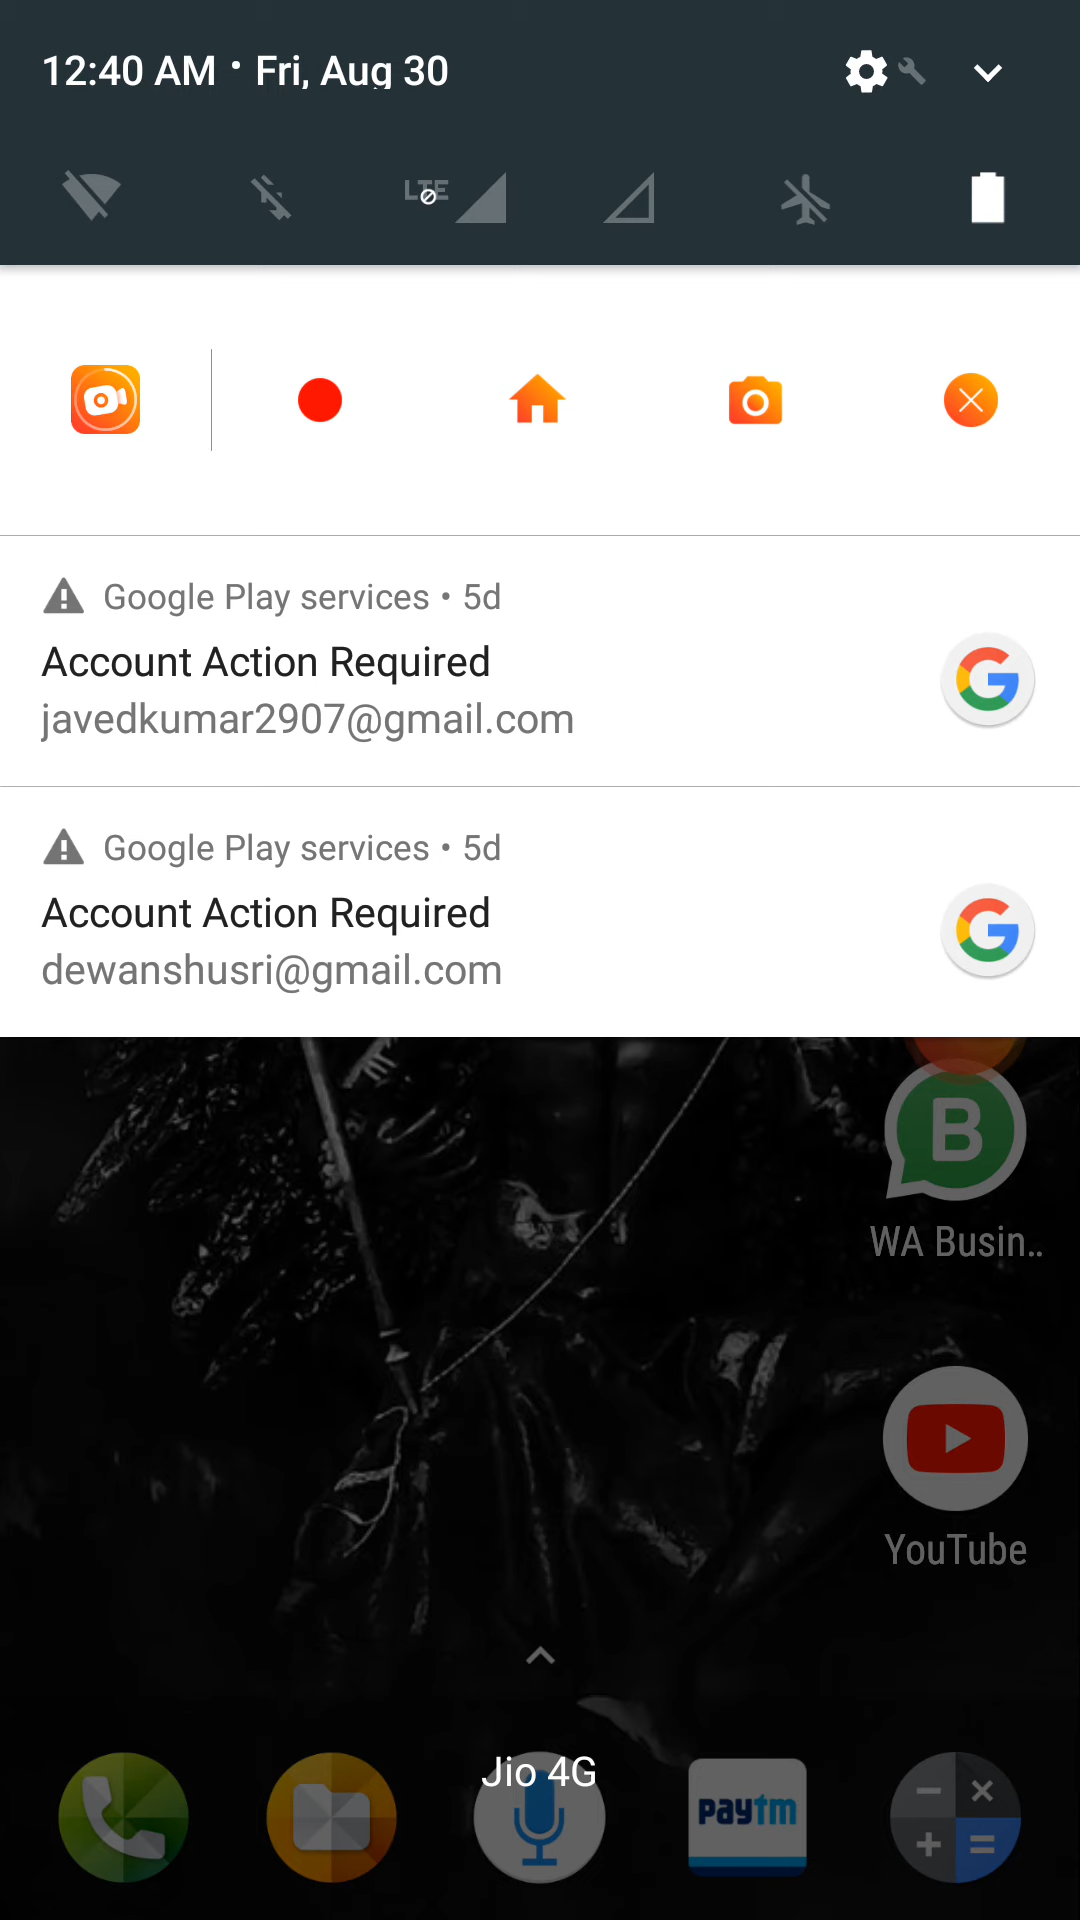 12:40 AM • Fri, Aug 30
LTE
Google Play services • 5d
Account Action Required
javedkumar2907@gmail.com
Google Play services • 5d
Account Action Required
dewanshusri@gmail.com
B
WA Busin..
YouTube
Jio 4G
paytm